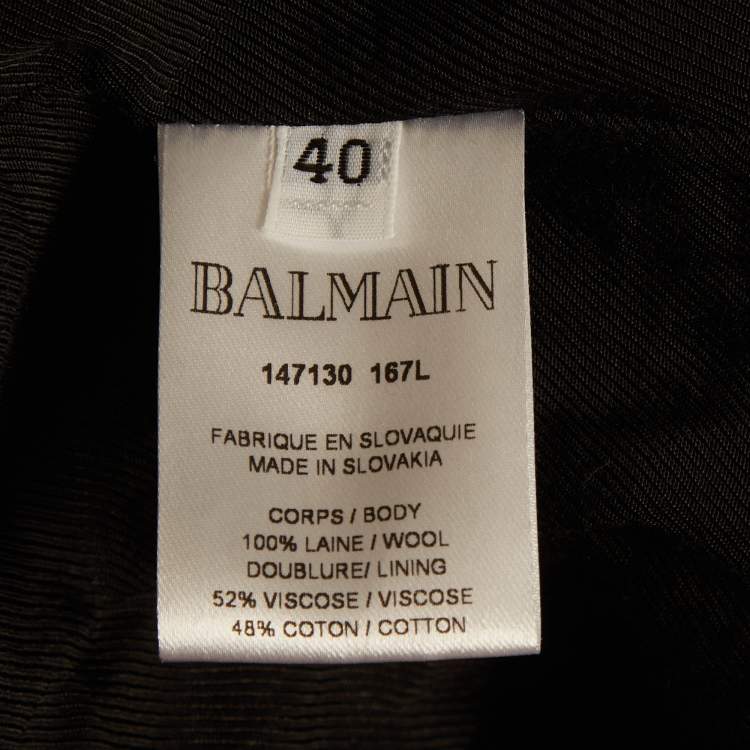 40
BALMAIN
147130 167L
FABRIQUE EN SLOVAQUIE
MADE IN SLOVAKIA
CORPS / BODY
100% LAINE / WOOL
DOUBLURE/ LINING
52% VISCOSE / VISCOSE
48% COTON / COTTON